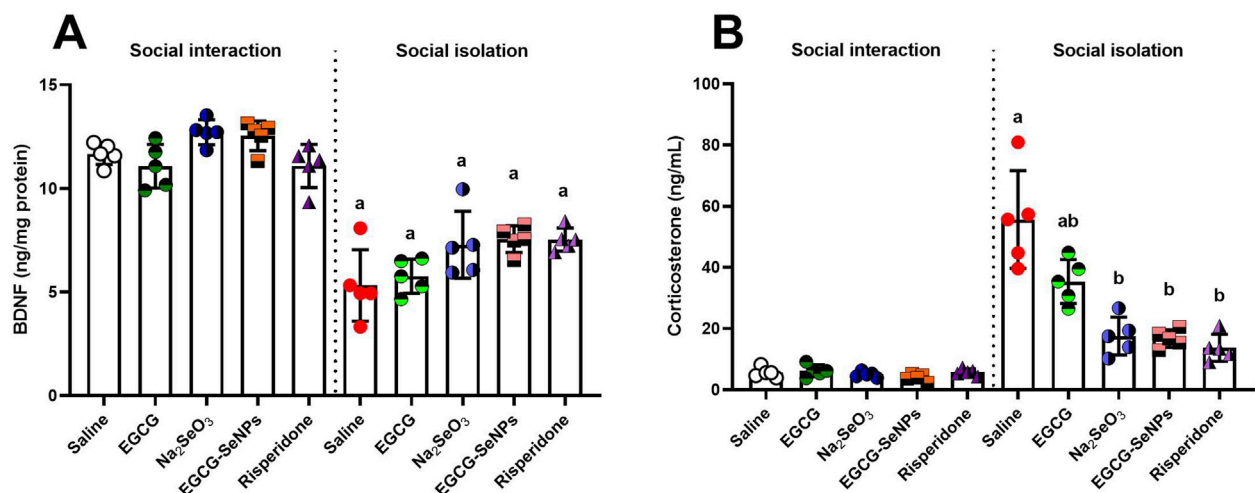 A
Social interaction
Social isolation
BDNF (ng/mg protein)
15
10
5
0
a
a
a
a
a
Saline
EGCG
Na₂SeO₃
EGCG-SeNPs
Risperidone
Saline
EGCG
Na₂SeO₃
EGCG-SeNPs
Risperidone
B
Social interaction
Social isolation
Corticosterone (ng/mL)
100
80
60
40
20
0
a
ab
b
b
b
Saline
EGCG
Na₂SeO₃
EGCG-SeNPs
Risperidone
Saline
EGCG
Na₂SeO₃
EGCG-SeNPs
Risperidone